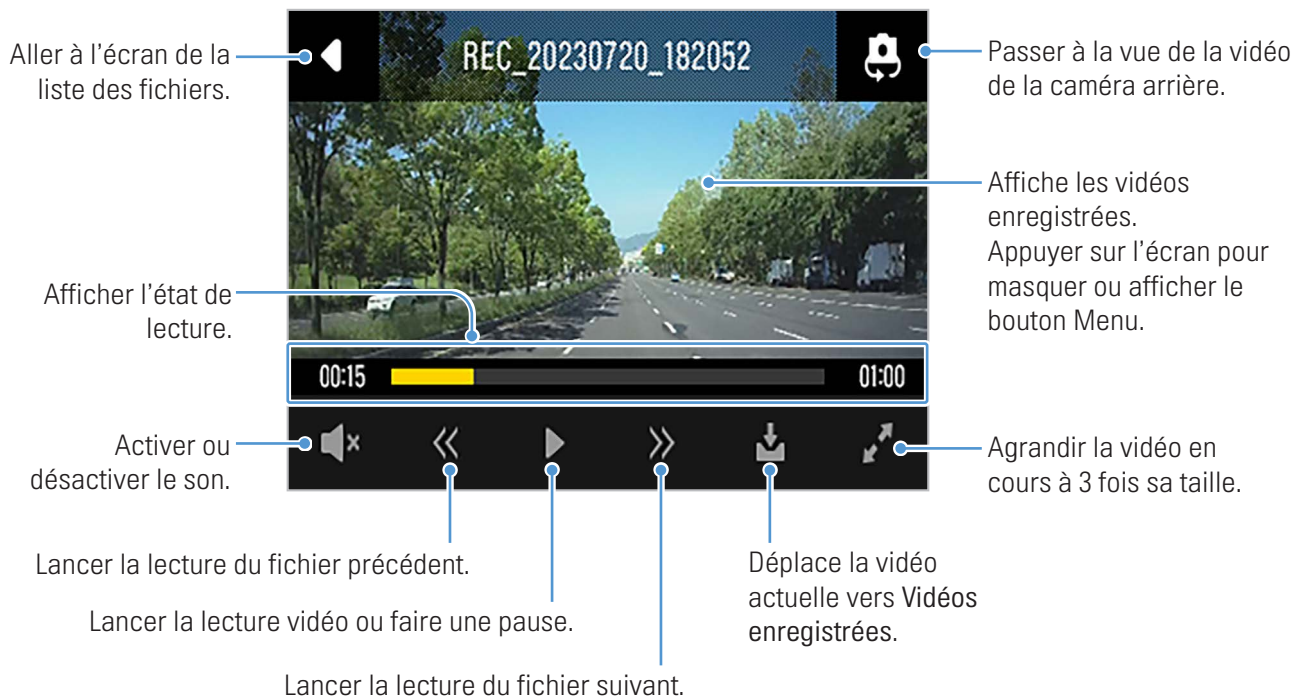 Aller à l’écran de la
liste des fichiers.
REC_20230720_182052
Passer à la vue de la vidéo
de la caméra arrière.
Affiche les vidéos
enregistrées.
Appuyer sur l’écran pour
masquer ou afficher le
bouton Menu.
Afficher l’état de
lecture.
00:15
01:00
Activer ou
désactiver le son.
Agrandir la vidéo en
cours à 3 fois sa taille.
Lancer la lecture du fichier précédent.
Déplace la vidéo
actuelle vers Vidéos
enregistrées.
Lancer la lecture vidéo ou faire une pause.
Lancer la lecture du fichier suivant.